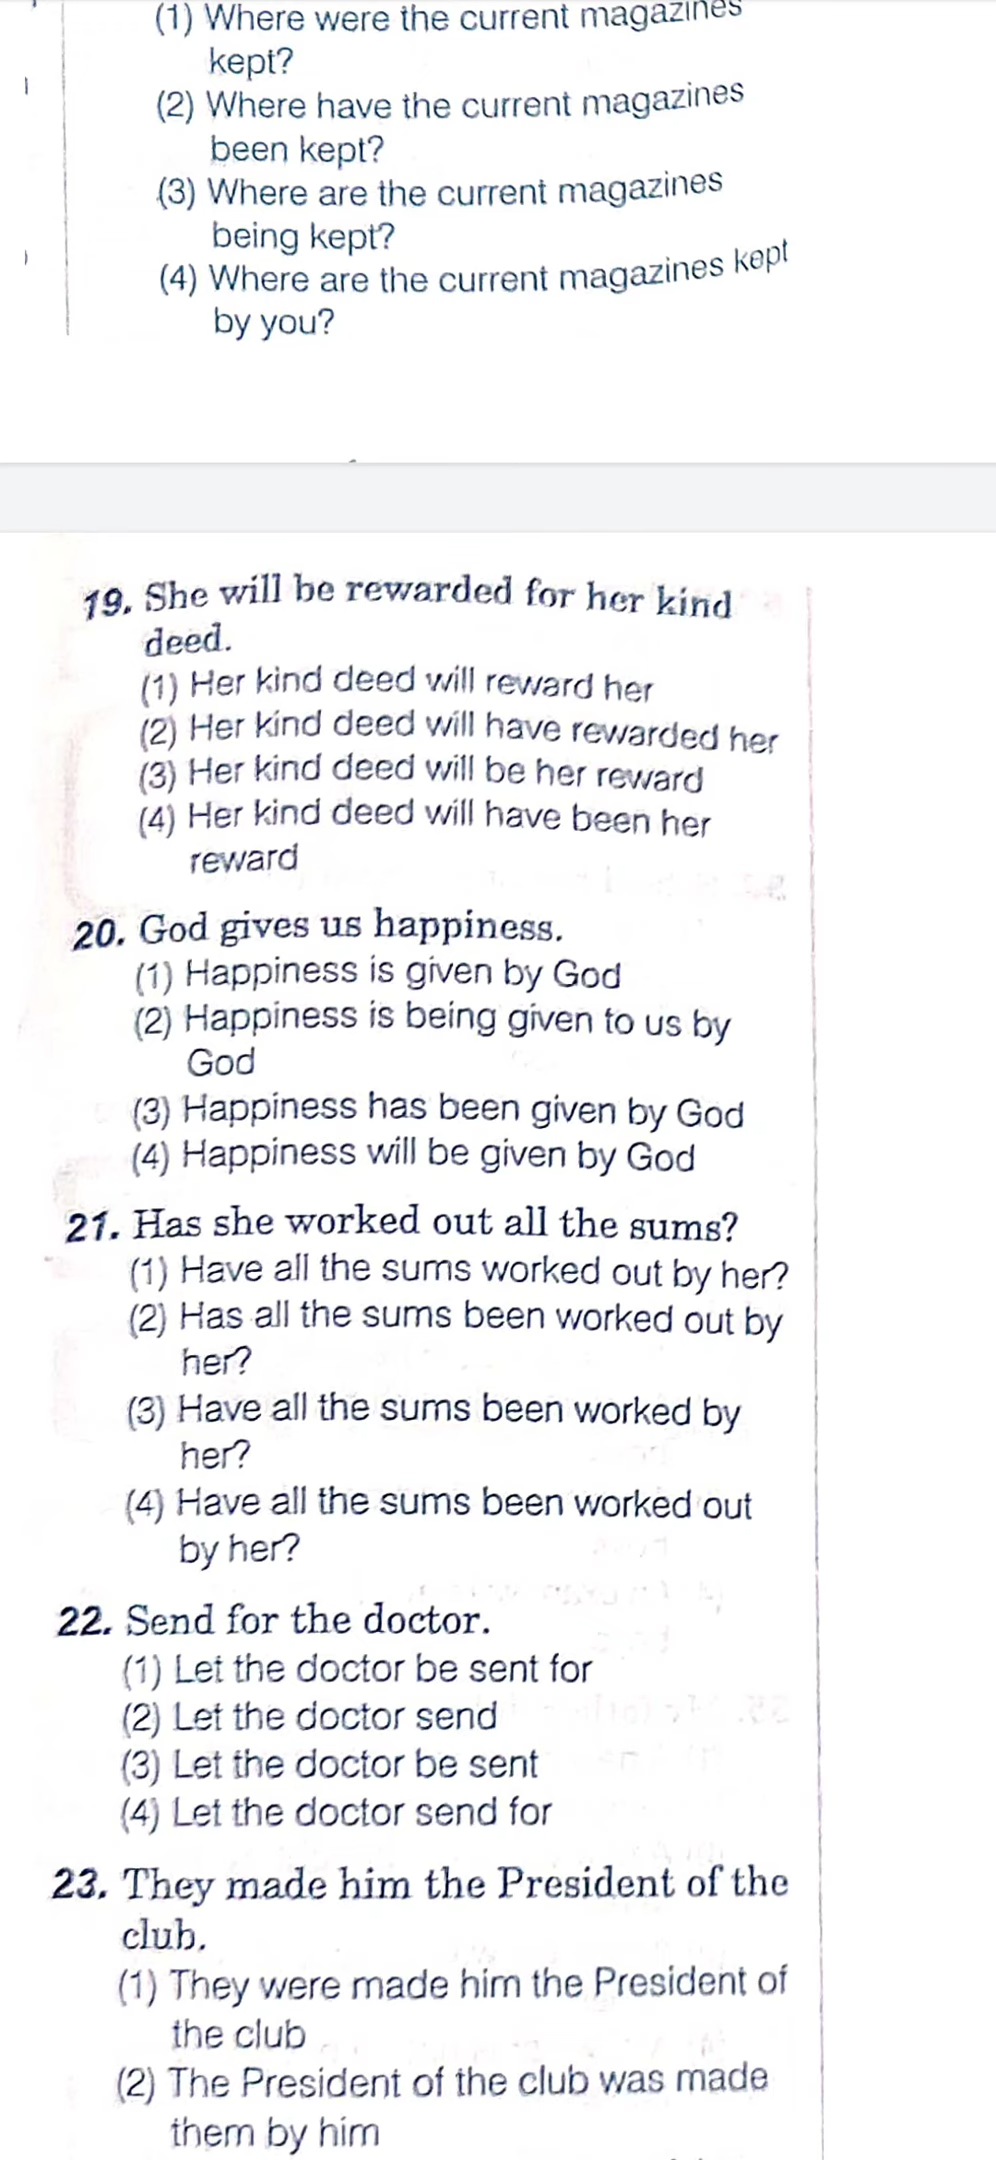 (1) Where were the current magazines
kept?
(2) Where have the current magazines
been kept?
(3) Where are the current magazines
being kept?
(4) Where are the current magazines kept
by you?
19. She will be rewarded for her kind
deed.
(1) Her kind deed will reward her
(2) Her kind deed will have rewarded her
(3) Her kind deed will be her reward
(4) Her kind deed will have been her
reward
20. God gives us happiness.
(1) Happiness is given by God
(2) Happiness is being given to us by
God
(3) Happiness has been given by God
(4) Happiness will be given by God
21. Has she worked out all the sums?
(1) Have all the sums worked out by her?
(2) Has all the sums been worked out by
her?
(3) Have all the sums been worked by
her?
(4) Have all the sums been worked out
by her?
22. Send for the doctor.
(1) Let the doctor be sent for
(2) Let the doctor send
(3) Let the doctor be sent
(4) Let the doctor send for
23. They made him the President of the
club.
(1) They were made him the President of
the club
(2) The President of the club was made
them by him